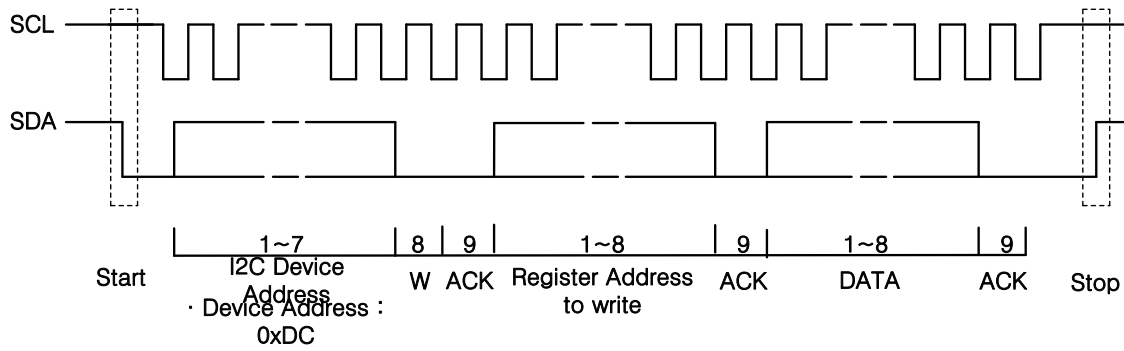 SCL
SDA
1~7
8
9
1~8
9
1~8
9
Start
I2C Device
Address
· Device Address :
0xDC
W
ACK
Register Address
to write
ACK
DATA
ACK
Stop